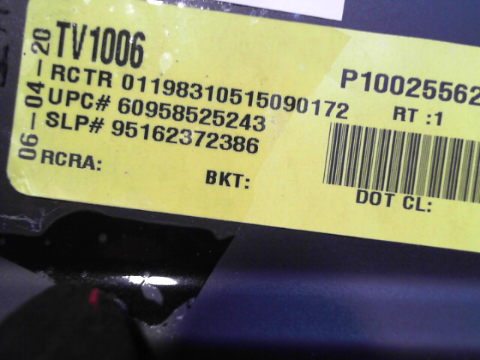 06-04-20
TV1006
RCTR 01198310515090172
UPC# 60958525243
SLP# 95162372386
RCRA:
BKT:
P10025562
RT :1
DOT CL: